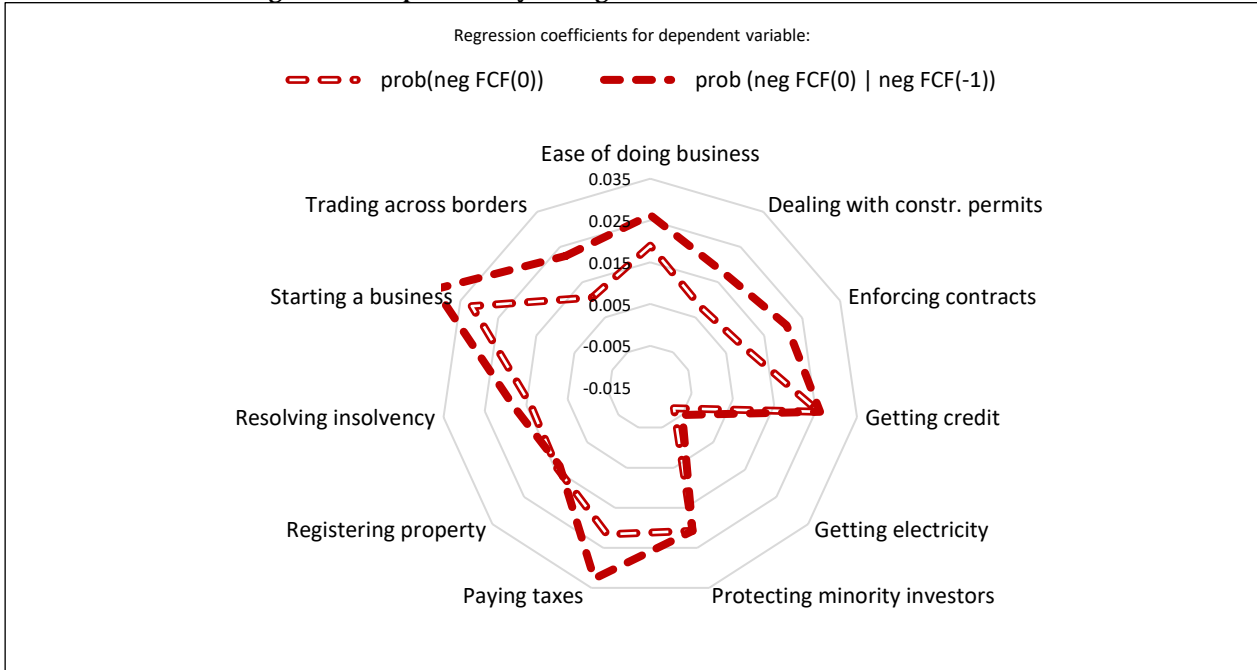 Regression coefficients for dependent variable:
prob(neg FCF(0)) prob (neg FCF(0) | neg FCF(-1))
Ease of doing business
0.035
Trading across borders Dealing with constr. permits
0.025
0.015
Starting a business 0.005 Enforcing contracts
-0.005
-0.015
Resolving insolvency Getting credit
Registering property Getting electricity
Paying taxes Protecting minority investors